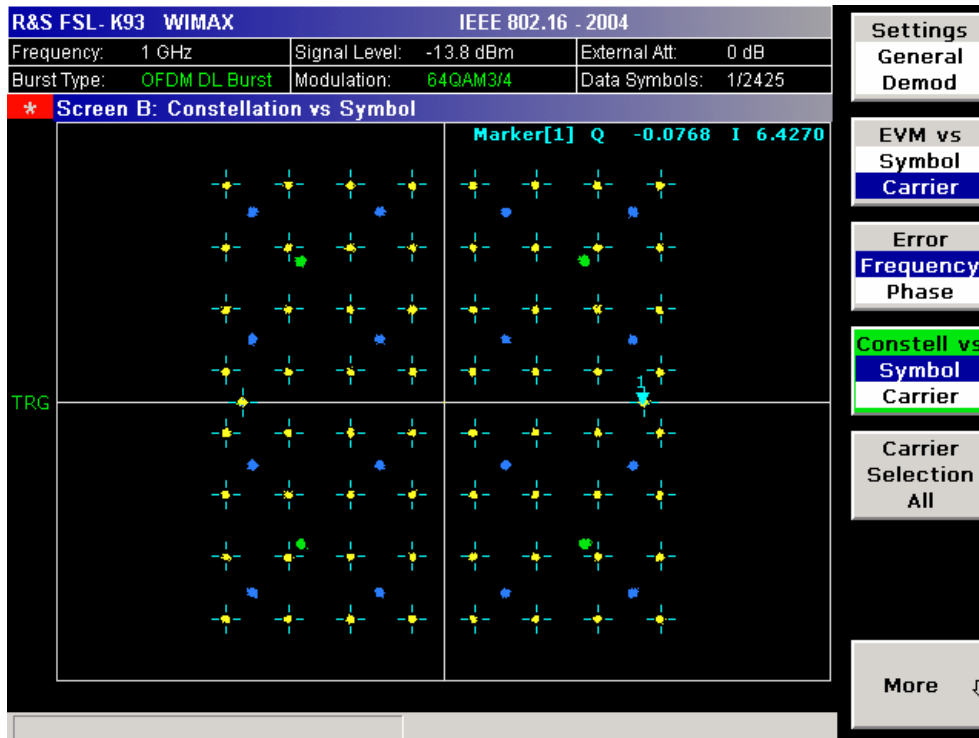 R&S FSL- K93 WIMAX IEEE 802.16 - 2004
Frequency: 1 GHz Signal Level: -13.8 dBm External Att: 0 dB
Burst Type: OFDM DL Burst Modulation: 64QAM3/4 Data Symbols: 1/2425
* Screen B: Constellation vs Symbol
Marker[1] Q -0.0768 I 6.4270
1
TRG
Settings
General
Demod
EVM vs
Symbol
Carrier
Error
Frequency
Phase
Constell vs
Symbol
Carrier
Carrier
Selection
All
More